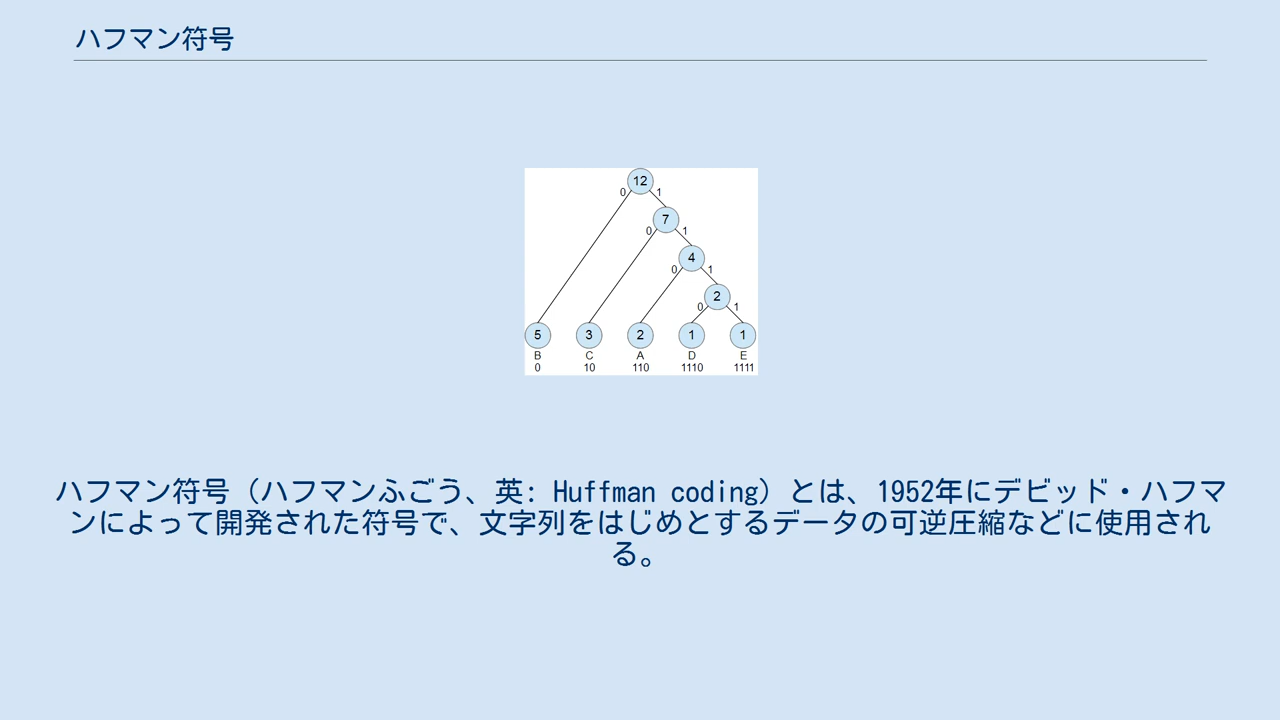 ハフマン符号
12
0 1
7
0 1
4
0 1
2
0 1
5 3 2 1 1
B C A D E
0 10 110 1110 1111
ハフマン符号（ハフマンふごう、英: Huffman coding）とは、1952年にデビッド・ハフマ
ンによって開発された符号で、文字列をはじめとするデータの可逆圧縮などに使用され
る。